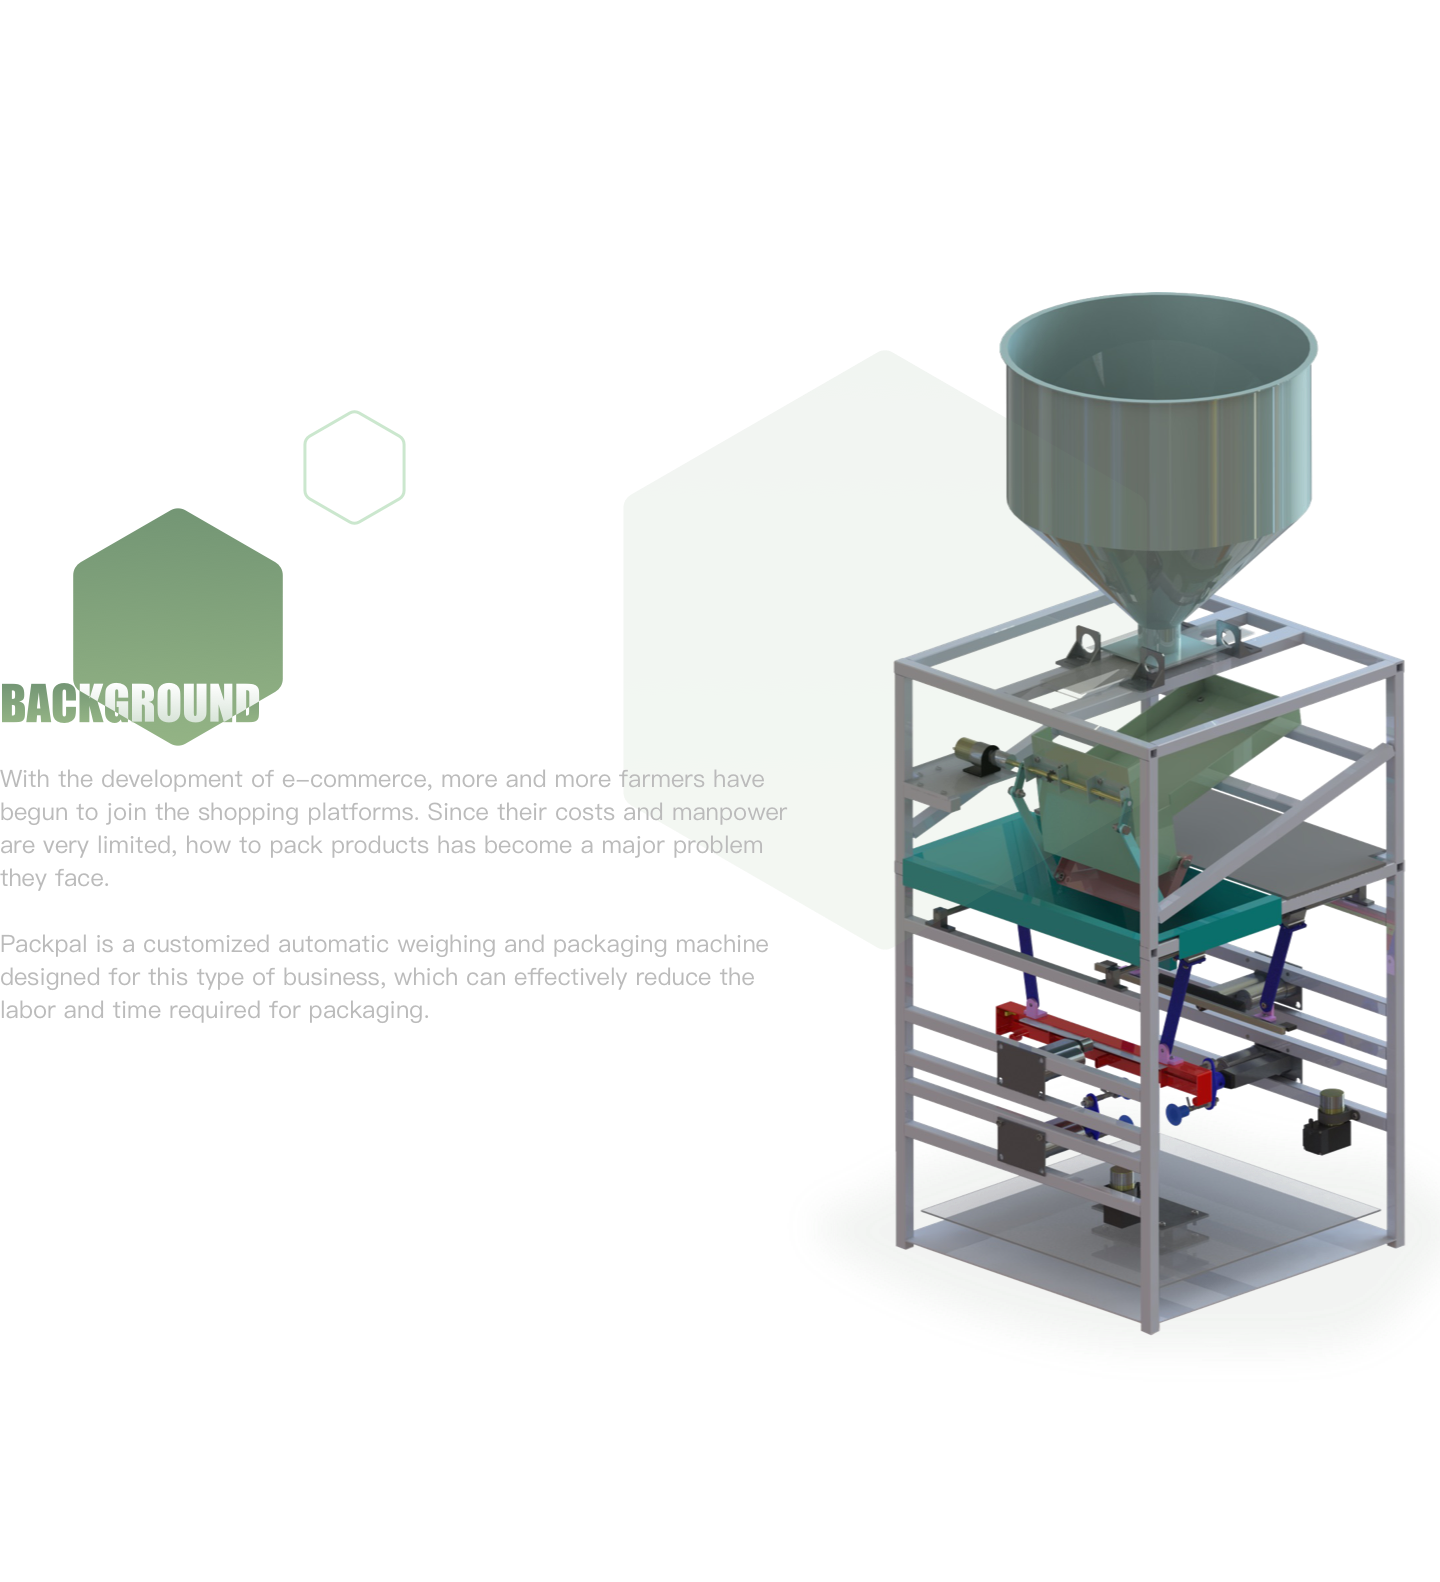 BACKGROUND
With the development of e-commerce, more and more farmers have
begun to join the shopping platforms. Since their costs and manpower
are very limited, how to pack products has become a major problem
they face.
Packpal is a customized automatic weighing and packaging machine
designed for this type of business, which can effectively reduce the
labor and time required for packaging.